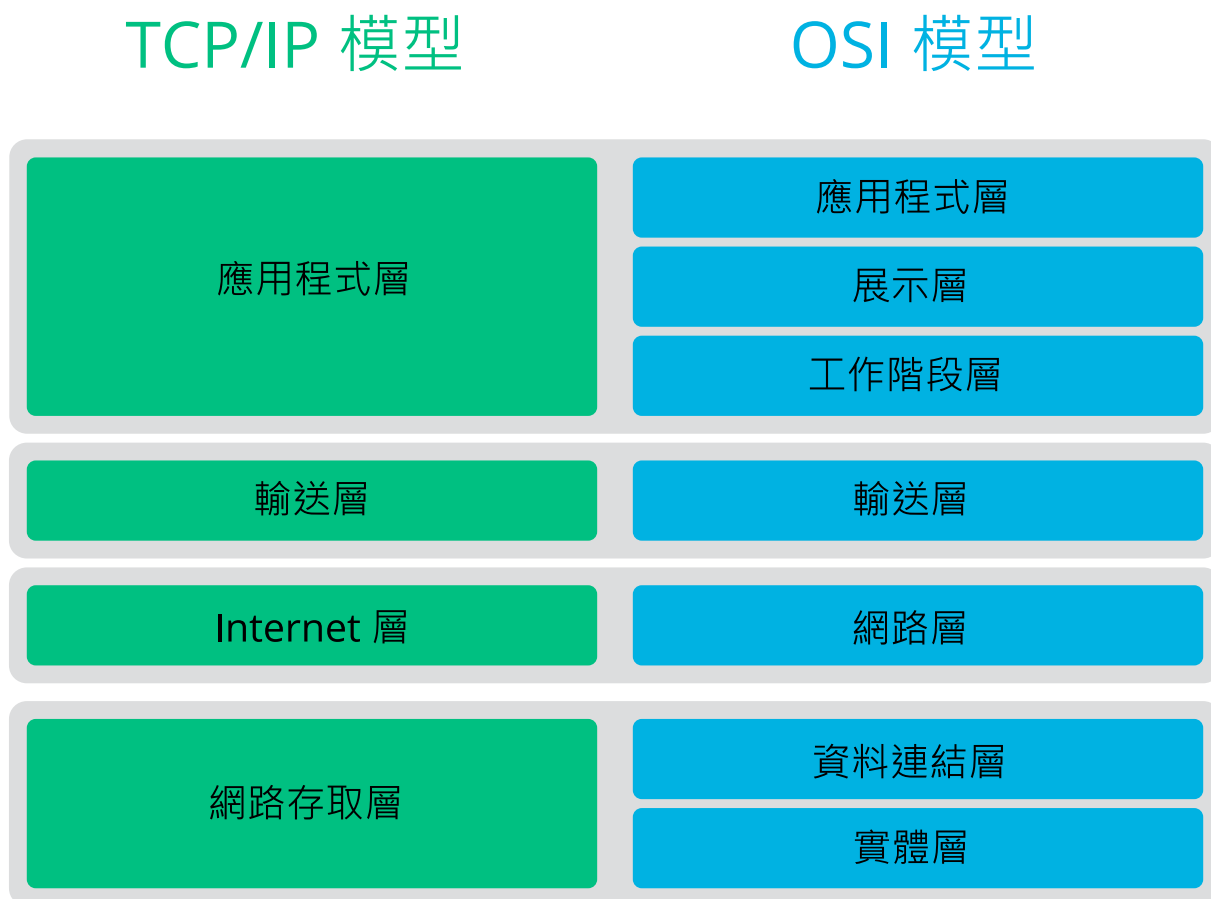 TCP/IP 模型
OSI 模型
應用程式層
應用程式層
展示層
工作階段層
輸送層
輸送層
Internet 層
網路層
網路存取層
資料連結層
實體層